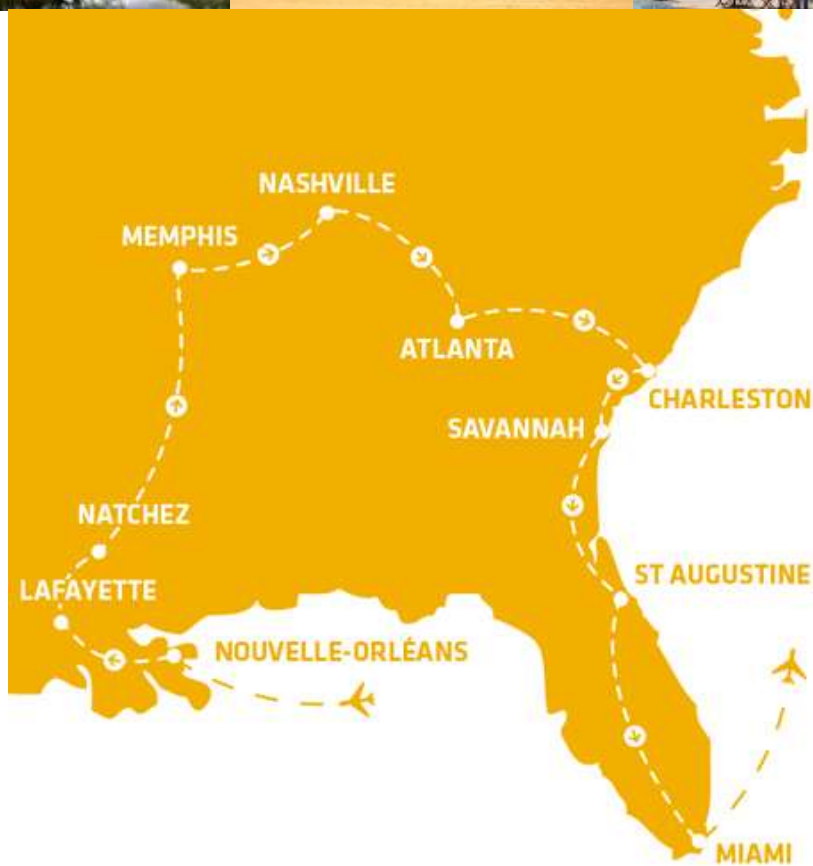 NASHVILLE
MEMPHIS
ATLANTA
CHARLESTON
SAVANNAH
NATCHEZ
ST AUGUSTINE
LAFAYETTE
NOUVELLE-ORLÉANS
MIAMI